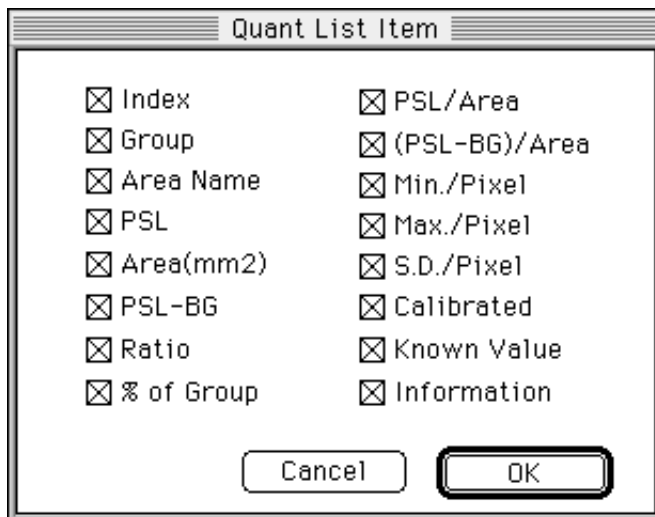 Quant List Item
Index
Group
Area Name
PSL
Area(mm2)
PSL-BG
Ratio
% of Group
PSL/Area
(PSL-BG)/Area
Min./Pixel
Max./Pixel
S.D./Pixel
Calibrated
Known Value
Information
Cancel
OK